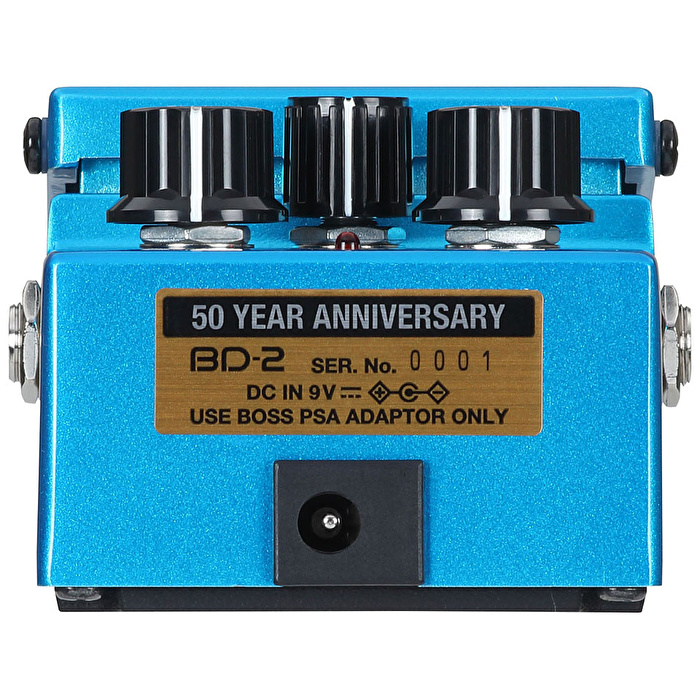 50 YEAR ANNIVERSARY
BD-2 SER. No. 0001
DC IN 9V
USE BOSS PSA ADAPTOR ONLY